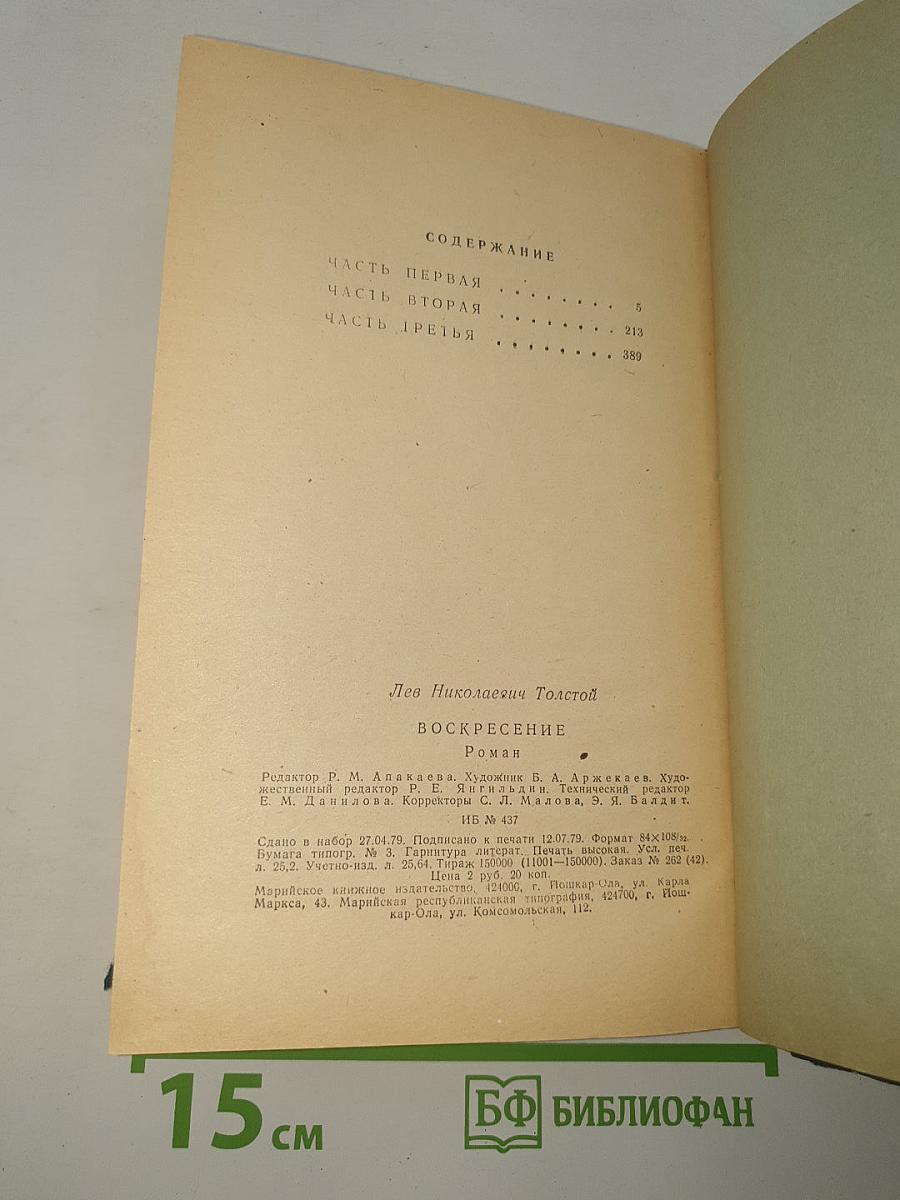 СОДЕРЖАНИЕ
ЧАСТЬ ПЕРВАЯ . . . . . . . . 5
ЧАСТЬ ВТОРАЯ . . . . . . . . 213
ЧАСТЬ ТРЕТЬЯ . . . . . . . . 389
Лев Николаевич Толстой
ВОСКРЕСЕНИЕ
Роман
Редактор Р. М. Апакаева. Художник Б. А. Аржекаев. Худо-
жественный редактор Р. Е. Янгильдин. Технический редактор
Е. М. Данилова. Корректоры С. Л. Малова, Э. Я. Балдит.
ИБ № 437
Сдано в набор 27.04.79. Подписано к печати 12.07.79. Формат 84×108/32.
Бумага типогр. № 3. Гарнитура литерат. Печать высокая. Усл. печ.
л. 25,2. Учетно-изд. л. 25,64. Тираж 150000 (11001—150000). Заказ № 262 (42).
Цена 2 руб. 20 коп.
Марийское книжное издательство, 424000, г. Йошкар-Ола, ул. Карла
Маркса, 43. Марийская республиканская типография, 424700, г. Йош-
кар-Ола, ул. Комсомольская, 112.
15 см
БФ БИБЛИОФАН